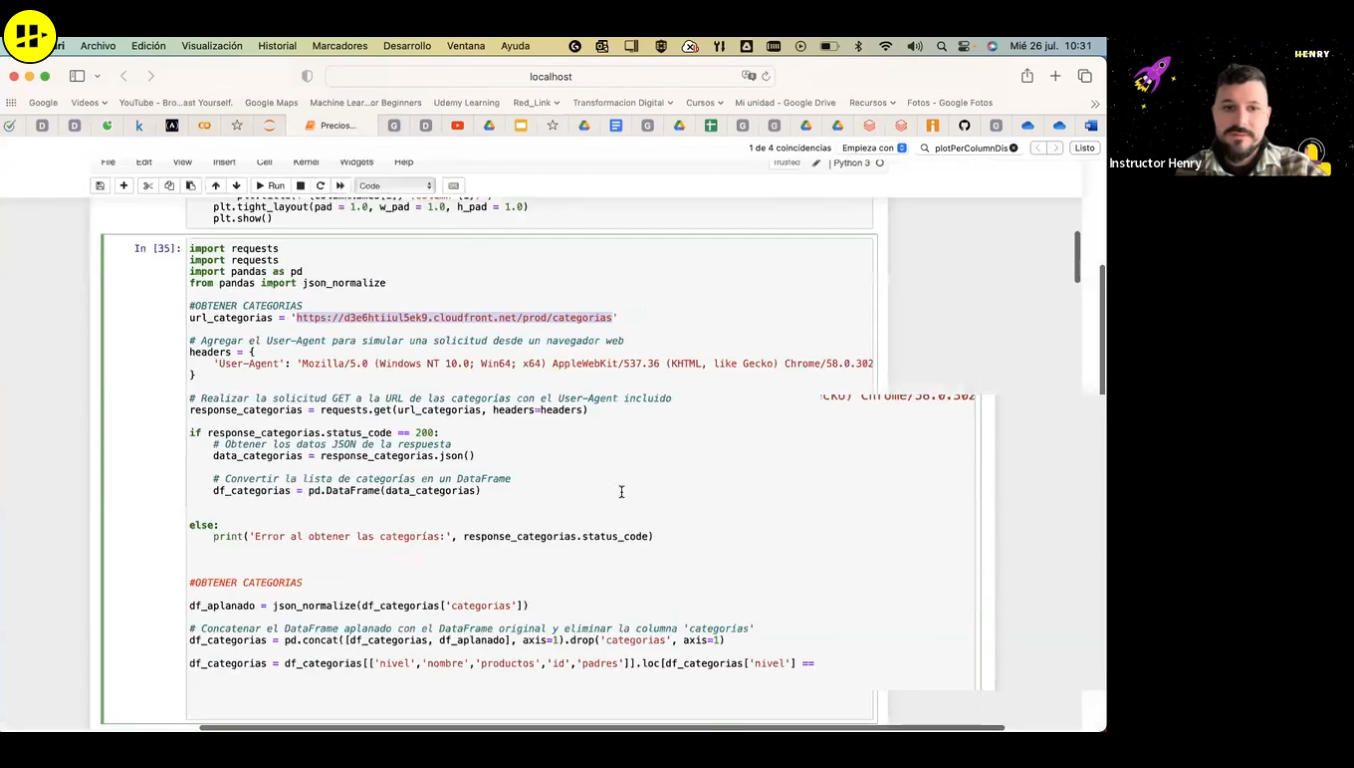 Archivo Edición Visualización Historial Marcadores Desarrollo Ventana Ayuda Mié 26 jul. 10:31
HENRY
localhost
Google Videos YouTube - Bro...ast Yourself. Google Maps Machine Lear...or Beginners Udemy Learning Red_Link Transformacion Digital Cursos Mi unidad - Google Drive Recursos Fotos - Google Fotos
Precios...
1 de 4 coincidencias Empieza con plotPerColumnDis Listo
Instructor Henry
File Edit View Insert Cell Kernel Widgets Help Trusted Python 3
Run Code
plt.tight_layout(pad = 1.0, w_pad = 1.0, h_pad = 1.0)
plt.show()
In [35]: import requests
import requests
import pandas as pd
from pandas import json_normalize
#OBTENER CATEGORIAS
url_categorias = 'https://d3e6htiiul5ek9.cloudfront.net/prod/categorias'
# Agregar el User-Agent para simular una solicitud desde un navegador web
headers = {
'User-Agent': 'Mozilla/5.0 (Windows NT 10.0; Win64; x64) AppleWebKit/537.36 (KHTML, like Gecko) Chrome/58.0.302
}
# Realizar la solicitud GET a la URL de las categorías con el User-Agent incluido
response_categorias = requests.get(url_categorias, headers=headers)
if response_categorias.status_code == 200:
# Obtener los datos JSON de la respuesta
data_categorias = response_categorias.json()
# Convertir la lista de categorías en un DataFrame
df_categorias = pd.DataFrame(data_categorias)
else:
print('Error al obtener las categorías:', response_categorias.status_code)
#OBTENER CATEGORIAS
df_aplanado = json_normalize(df_categorias['categorias'])
# Concatenar el DataFrame aplanado con el DataFrame original y eliminar la columna 'categorías'
df_categorias = pd.concat([df_categorias, df_aplanado], axis=1).drop('categorias', axis=1)
df_categorias = df_categorias[['nivel','nombre','productos','id','padres']].loc[df_categorias['nivel'] ==